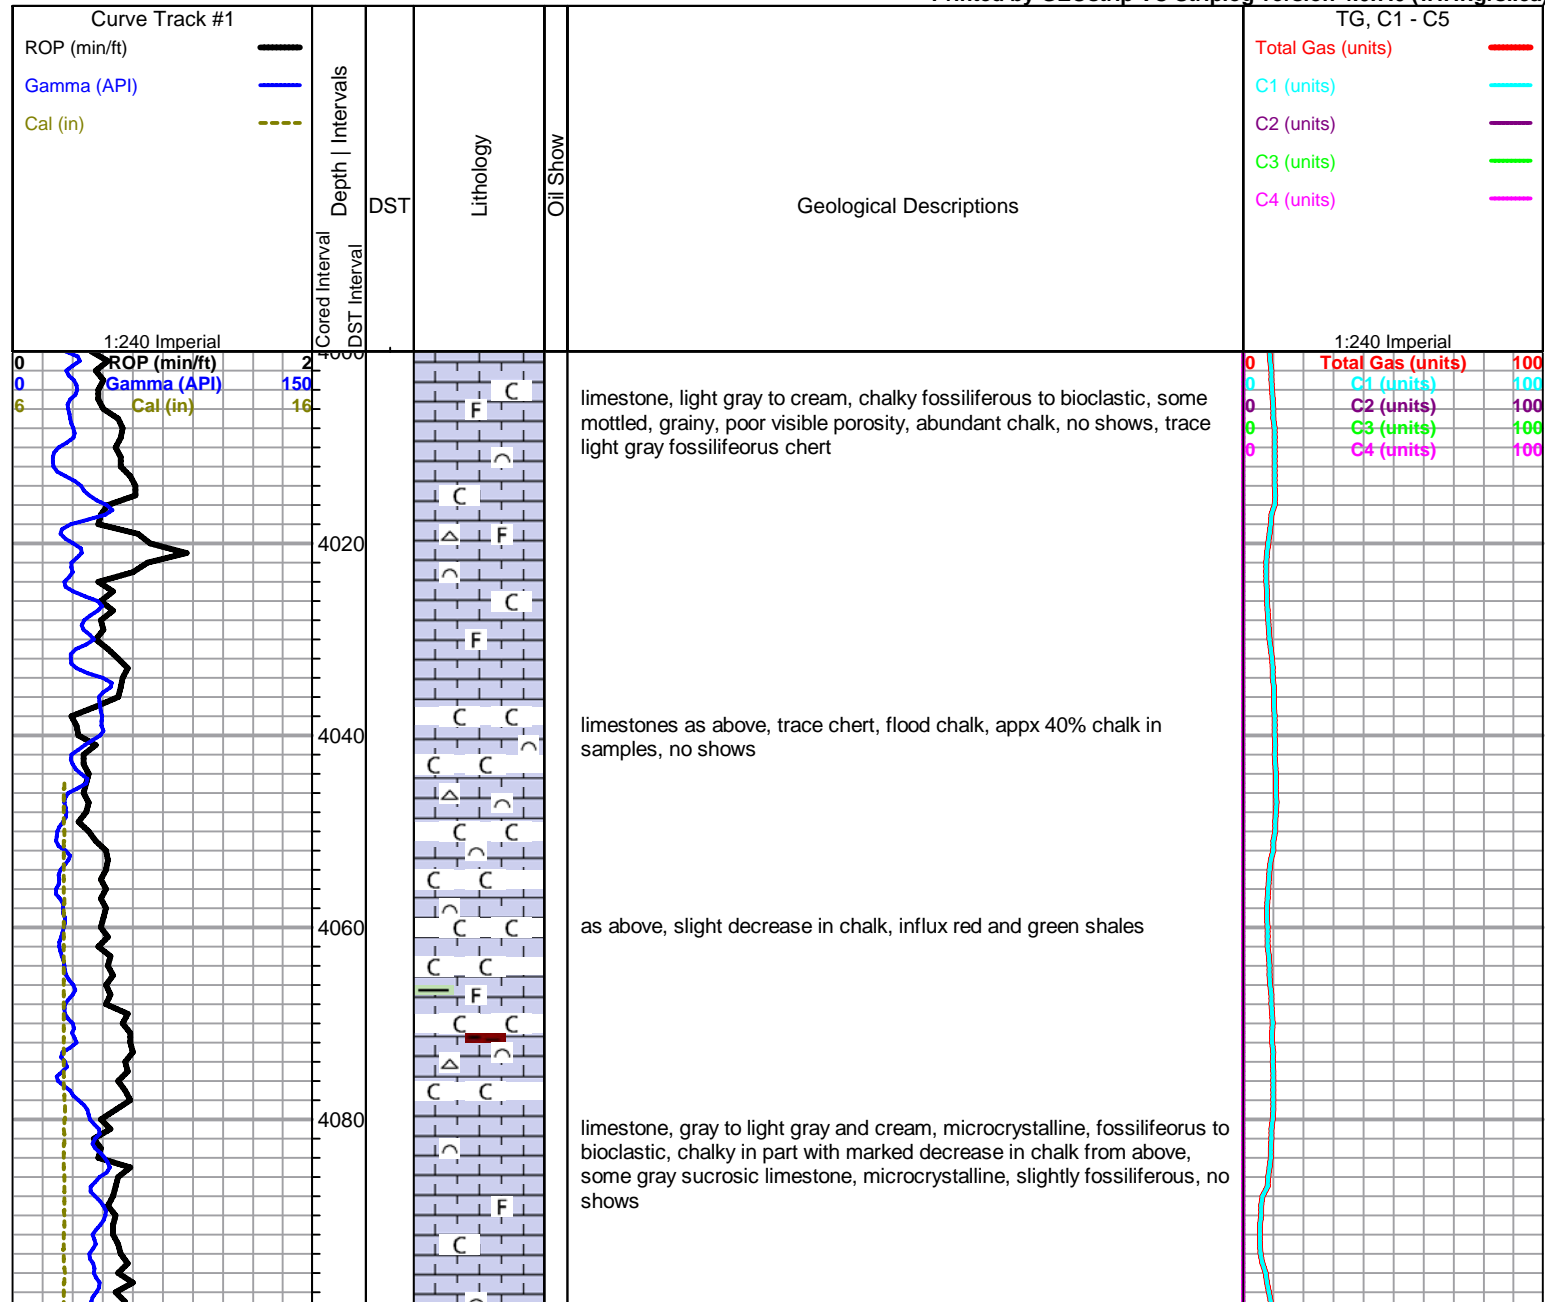 Curve Track #1
ROP (min/ft)
Gamma (API)
Cal (in)
1:240 Imperial
Cored Interval
Depth | Intervals
DST Interval
DST
Lithology
Oil Show
Geological Descriptions
TG, C1 - C5
Total Gas (units)
C1 (units)
C2 (units)
C3 (units)
C4 (units)
1:240 Imperial
0 ROP (min/ft) 2
0 Gamma (API) 150
6 Cal (in) 16
0 Total Gas (units) 100
0 C1 (units) 100
0 C2 (units) 100
0 C3 (units) 100
0 C4 (units) 100
C
F
limestone, light gray to cream, chalky fossiliferous to bioclastic, some
mottled, grainy, poor visible porosity, abundant chalk, no shows, trace
light gray fossilifeorus chert
C
F
4020
C
F
C C
limestones as above, trace chert, flood chalk, appx 40% chalk in
samples, no shows
4040
C C
C C
C C
4060
C C
as above, slight decrease in chalk, influx red and green shales
C C
F
C C
C C
4080
limestone, gray to light gray and cream, microcrystalline, fossilifeorus to
bioclastic, chalky in part with marked decrease in chalk from above,
some gray sucrosic limestone, microcrystalline, slightly fossiliferous, no
shows
F
C